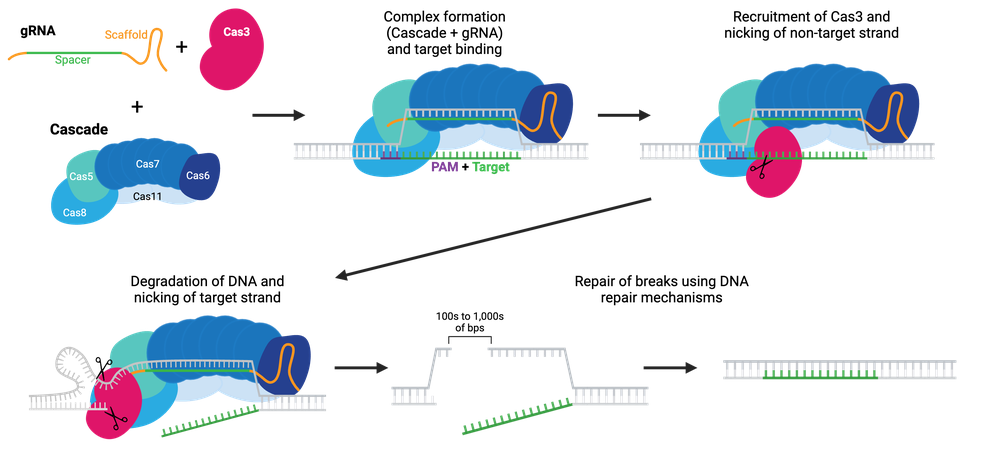 gRNA
Scaffold
Spacer
+
Cas3
+
Cascade
Cas7
Cas5
Cas6
Cas11
Cas8
Complex formation
(Cascade + gRNA)
and target binding
PAM + Target
Recruitment of Cas3 and
nicking of non-target strand
Degradation of DNA and
nicking of target strand
100s to 1,000s
of bps
Repair of breaks using DNA
repair mechanisms